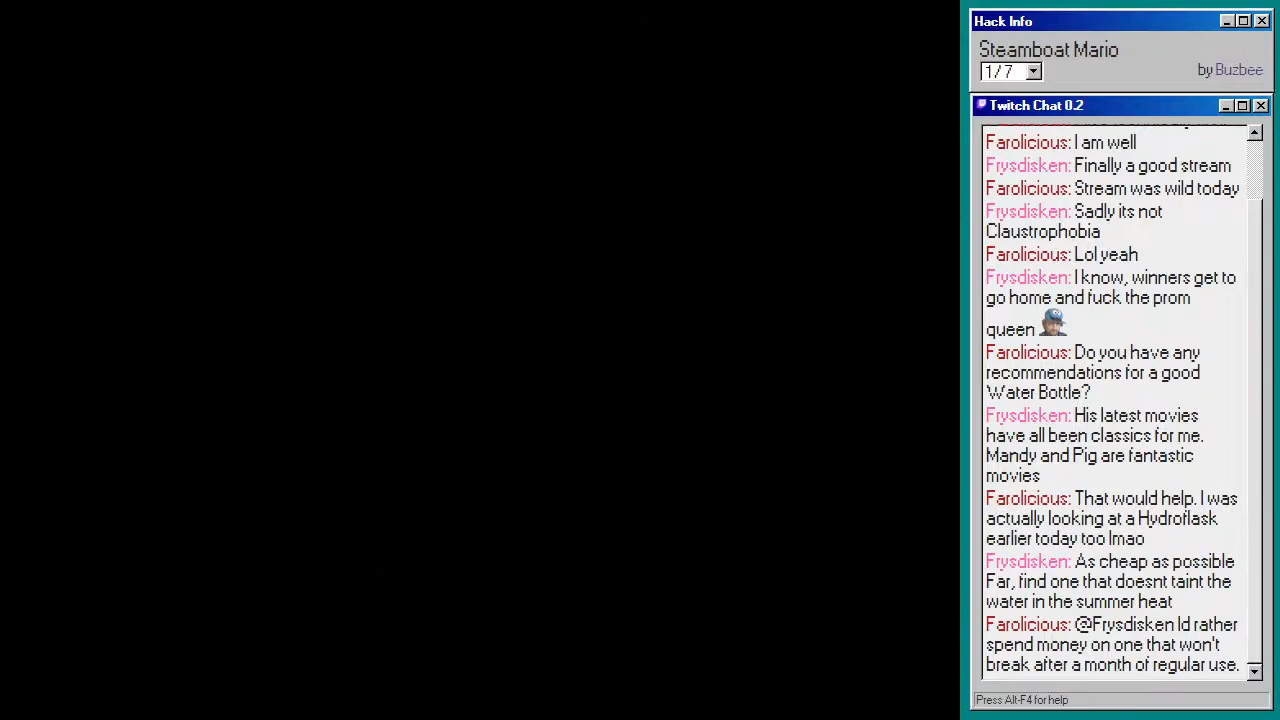 Hack Info
Steamboat Mario
1/7
by Buzbee
Twitch Chat 0.2
Farolicious: I am well
Frysdisken: Finally a good stream
Farolicious: Stream was wild today
Frysdisken: Sadly its not
Claustrophobia
Farolicious: Lol yeah
Frysdisken: I know, winners get to
go home and fuck the prom
queen
Farolicious: Do you have any
recommendations for a good
Water Bottle?
Frysdisken: His latest movies
have all been classics for me.
Mandy and Pig are fantastic
movies
Farolicious: That would help. I was
actually looking at a Hydroflask
earlier today too lmao
Frysdisken: As cheap as possible
Far, find one that doesnt taint the
water in the summer heat
Farolicious: @Frysdisken Id rather
spend money on one that won't
break after a month of regular use.
Press Alt-F4 for help